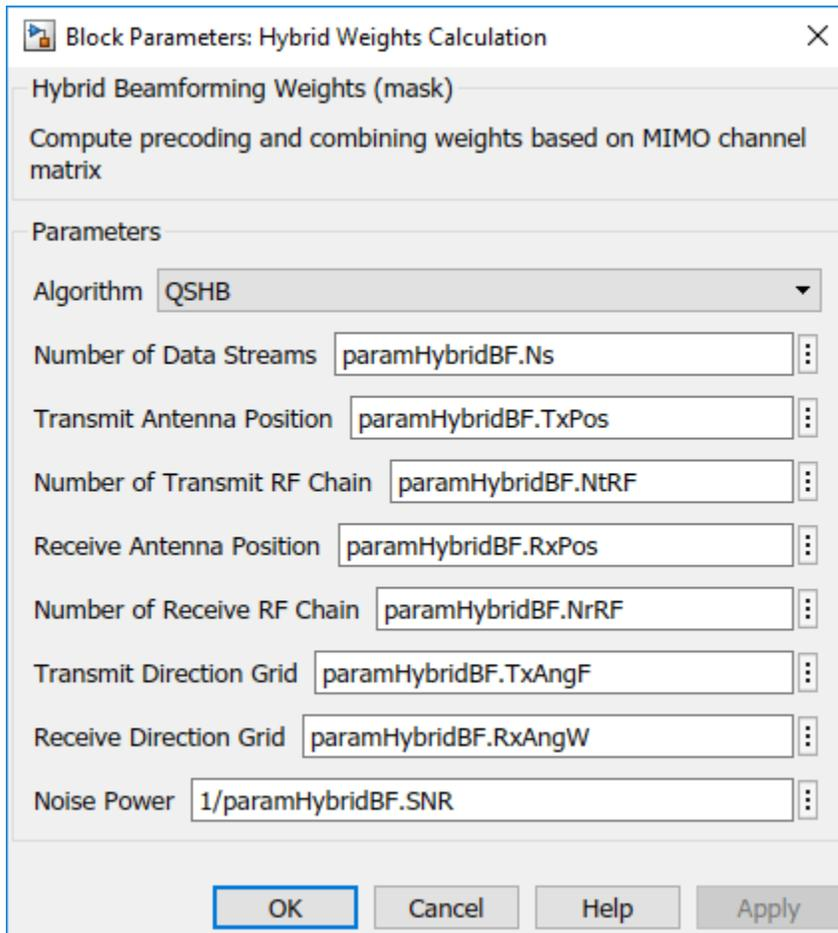 Block Parameters: Hybrid Weights Calculation
Hybrid Beamforming Weights (mask)
Compute precoding and combining weights based on MIMO channel
matrix
Parameters
Algorithm QSHB
Number of Data Streams paramHybridBF.Ns
Transmit Antenna Position paramHybridBF.TxPos
Number of Transmit RF Chain paramHybridBF.NtRF
Receive Antenna Position paramHybridBF.RxPos
Number of Receive RF Chain paramHybridBF.NrRF
Transmit Direction Grid paramHybridBF.TxAngF
Receive Direction Grid paramHybridBF.RxAngW
Noise Power 1/paramHybridBF.SNR
OK Cancel Help Apply